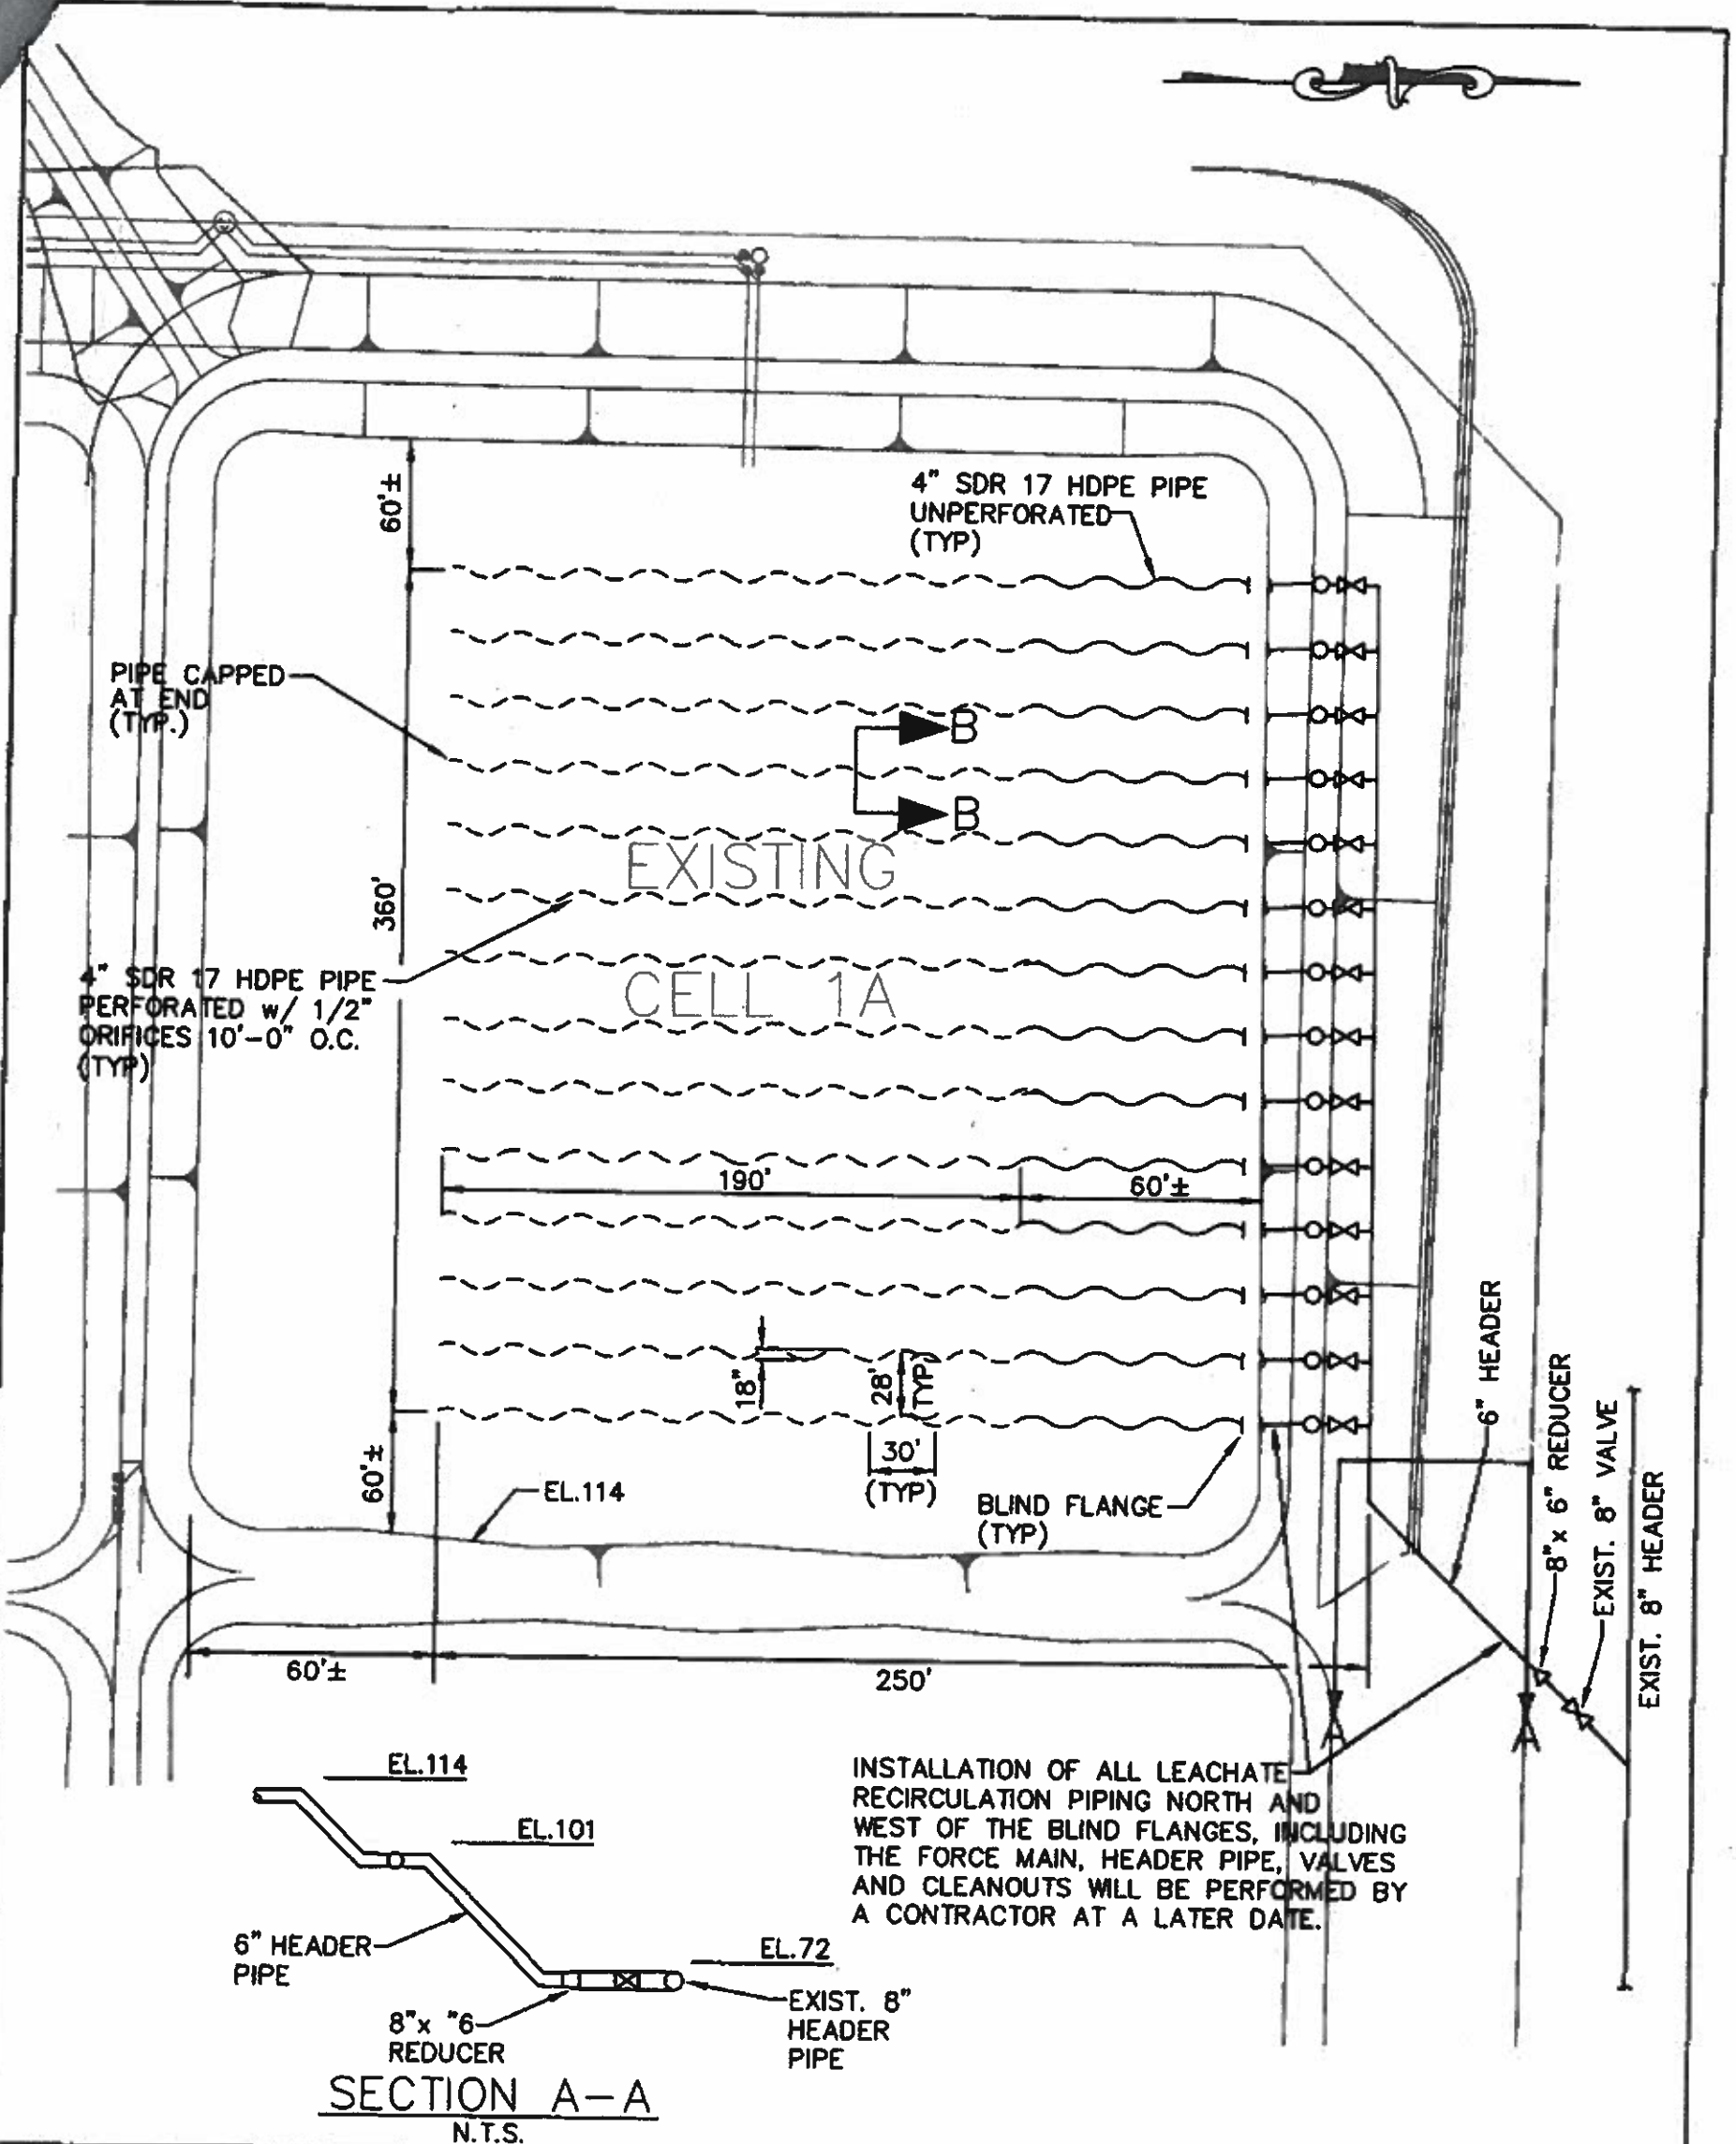 60'±
4" SDR 17 HDPE PIPE
UNPERFORATED
(TYP)
PIPE CAPPED
AT END
(TYP.)
B
B
EXISTING
360'
4" SDR 17 HDPE PIPE
PERFORATED w/ 1/2"
ORIFICES 10'-0" O.C.
(TYP)
CELL 1A
190'
60'±
18"
28'
(TYP)
30'
(TYP)
60'±
EL.114
BLIND FLANGE
(TYP)
6" HEADER
8"x 6" REDUCER
EXIST. 8" VALVE
EXIST. 8" HEADER
60'±
250'
A
A
EL.114
EL.101
6" HEADER
PIPE
EL.72
8"x "6
REDUCER
EXIST. 8"
HEADER
PIPE
SECTION A-A
N.T.S.
INSTALLATION OF ALL LEACHATE
RECIRCULATION PIPING NORTH AND
WEST OF THE BLIND FLANGES, INCLUDING
THE FORCE MAIN, HEADER PIPE, VALVES
AND CLEANOUTS WILL BE PERFORMED BY
A CONTRACTOR AT A LATER DATE.